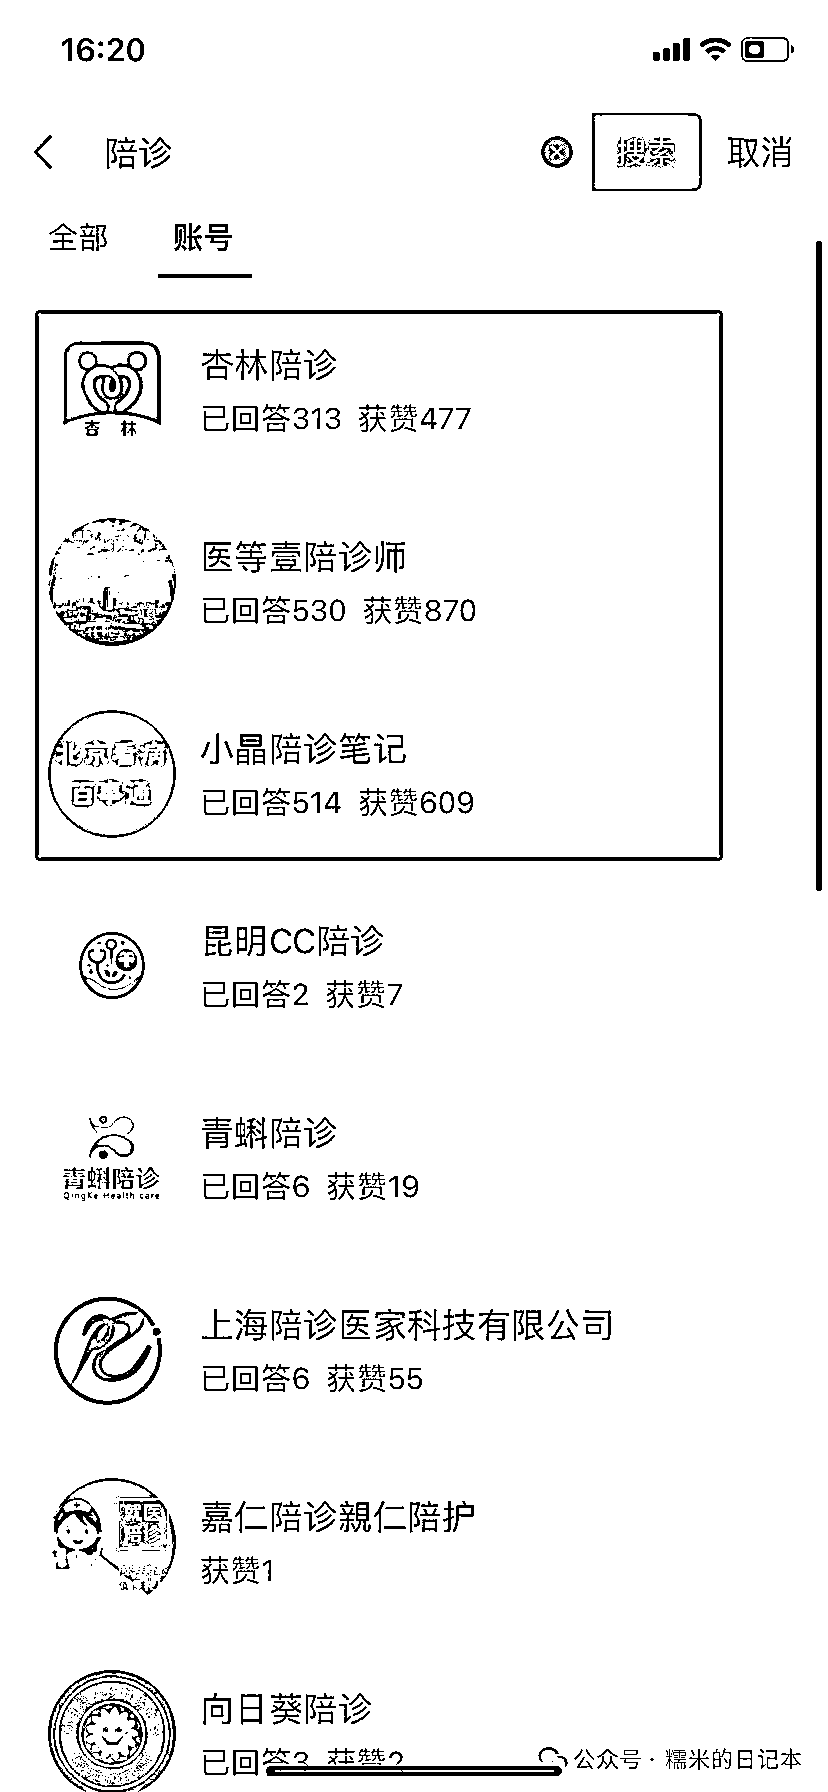 16:20
陪诊
搜索 取消
全部 账号
杏林
杏林陪诊
已回答313 获赞477
医等壹陪诊师
已回答530 获赞870
北京看病
百事通
小晶陪诊笔记
已回答514 获赞609
昆明CC陪诊
已回答2 获赞7
青蝌陪诊
QingKe Health care
青蝌陪诊
已回答6 获赞19
上海陪诊医家科技有限公司
已回答6 获赞55
嘉仁陪诊親仁陪护
获赞1
向日葵陪诊
已回答3 获赞2
公众号 · 糯米的日记本